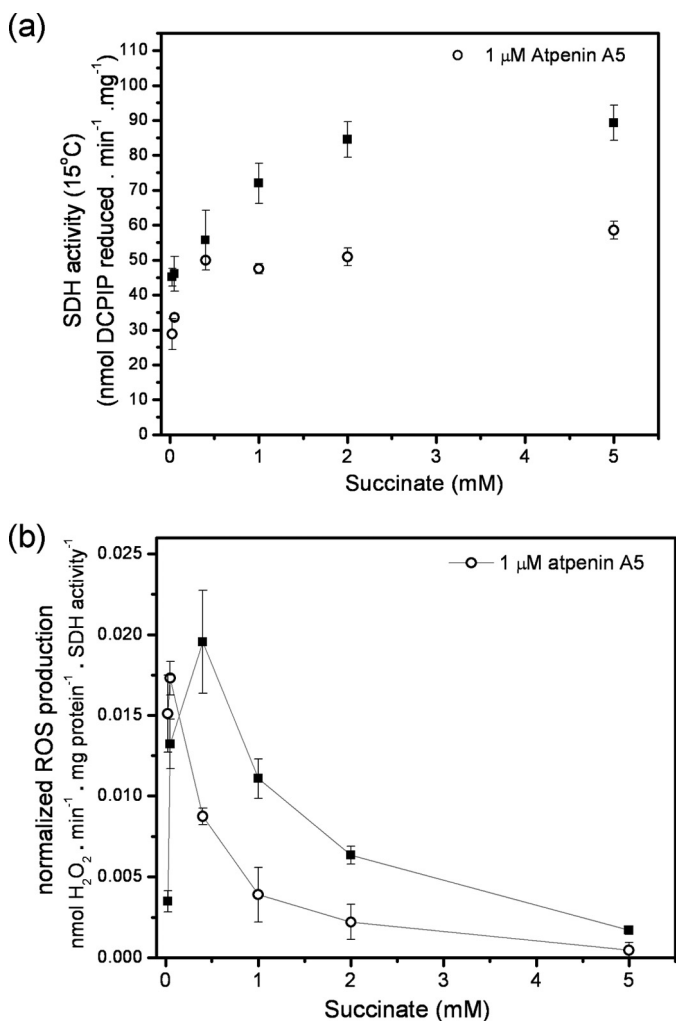 (a)
110
100
90
80
70
60
50
40
30
20
10
0
SDH activity (15°C)
(nmol DCPIP reduced . min⁻¹ .mg⁻¹)
1 μM Atpenin A5
0 1 2 3 4 5
Succinate (mM)
(b)
0.025
0.020
0.015
0.010
0.005
0.000
normalized ROS production
nmol H₂O₂ . min⁻¹ . mg protein⁻¹ . SDH activity⁻¹
1 μM atpenin A5
0 1 2 3 4 5
Succinate (mM)